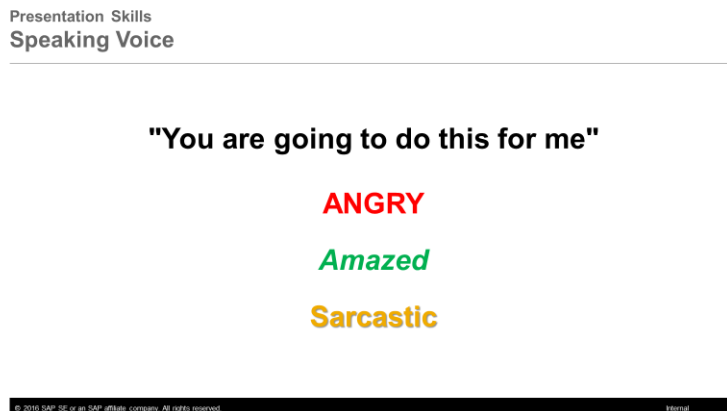 Presentation Skills
Speaking Voice
"You are going to do this for me"
ANGRY
Amazed
Sarcastic
© 2016 SAP SE or an SAP affiliate company. All rights reserved.
Internal